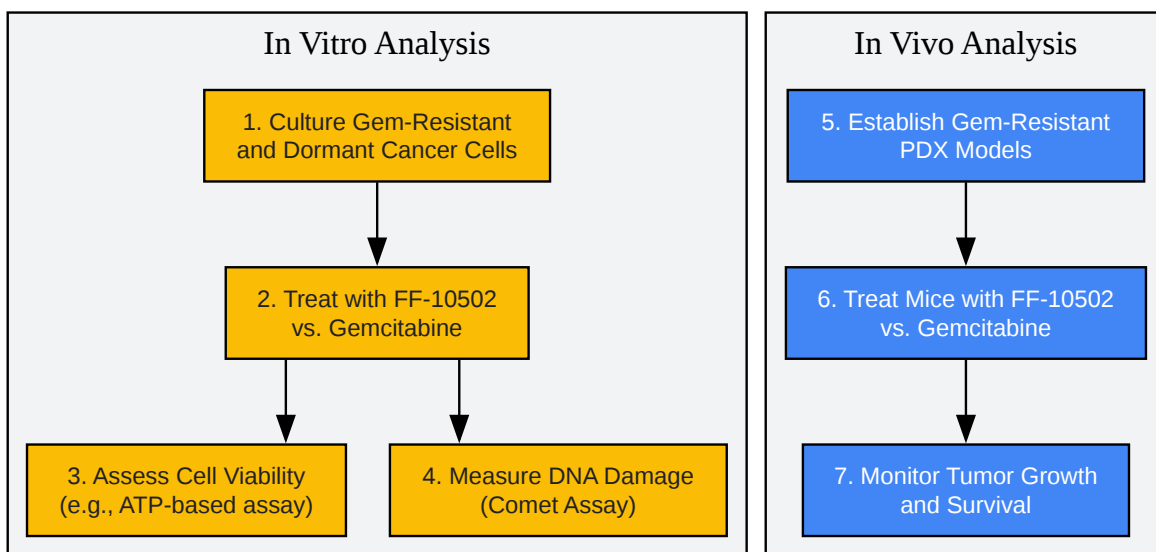 In Vitro Analysis
1. Culture Gem-Resistant
and Dormant Cancer Cells
2. Treat with FF-10502
vs. Gemcitabine
3. Assess Cell Viability
(e.g., ATP-based assay)
4. Measure DNA Damage
(Comet Assay)
In Vivo Analysis
5. Establish Gem-Resistant
PDX Models
6. Treat Mice with FF-10502
vs. Gemcitabine
7. Monitor Tumor Growth
and Survival